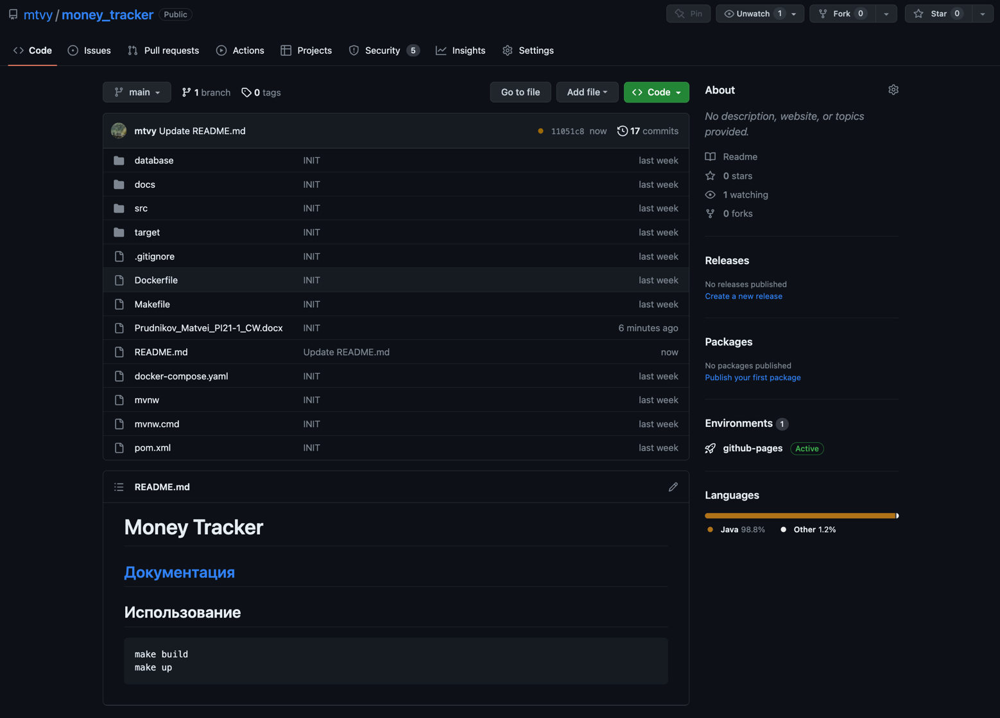 mtvy / money_tracker Public
Pin
Unwatch 1
Fork 0
Star 0
Code
Issues
Pull requests
Actions
Projects
Security 5
Insights
Settings
main
1 branch
0 tags
Go to file
Add file
Code
mtvy Update README.md
11051c8 now
17 commits
database INIT last week
docs INIT last week
src INIT last week
target INIT last week
.gitignore INIT last week
Dockerfile INIT last week
Makefile INIT last week
Prudnikov_Matvei_PI21-1_CW.docx INIT 6 minutes ago
README.md Update README.md now
docker-compose.yaml INIT last week
mvnw INIT last week
mvnw.cmd INIT last week
pom.xml INIT last week
README.md
Money Tracker
Документация
Использование
make build
make up
About
No description, website, or topics
provided.
Readme
0 stars
1 watching
0 forks
Releases
No releases published
Create a new release
Packages
No packages published
Publish your first package
Environments 1
github-pages Active
Languages
Java 98.8%
Other 1.2%